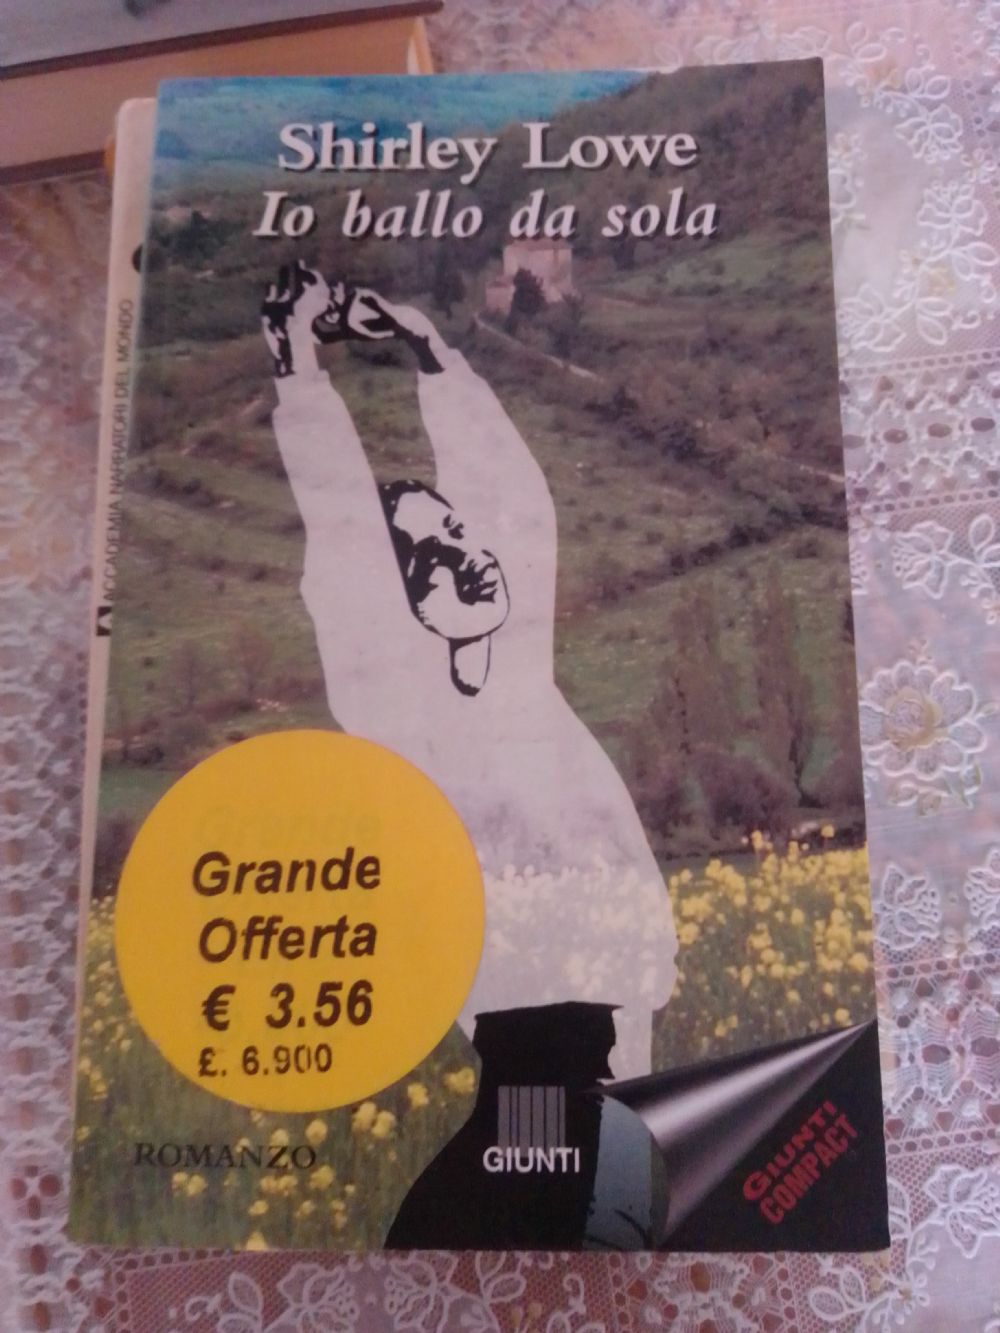 Shirley Lowe
Io ballo da sola
ACCADEMIA NARRATORI DEL MONDO
Grande
Grande
Offerta
€ 3.56
£. 6.900
ROMANZO
GIUNTI
GIUNTI
COMPACT